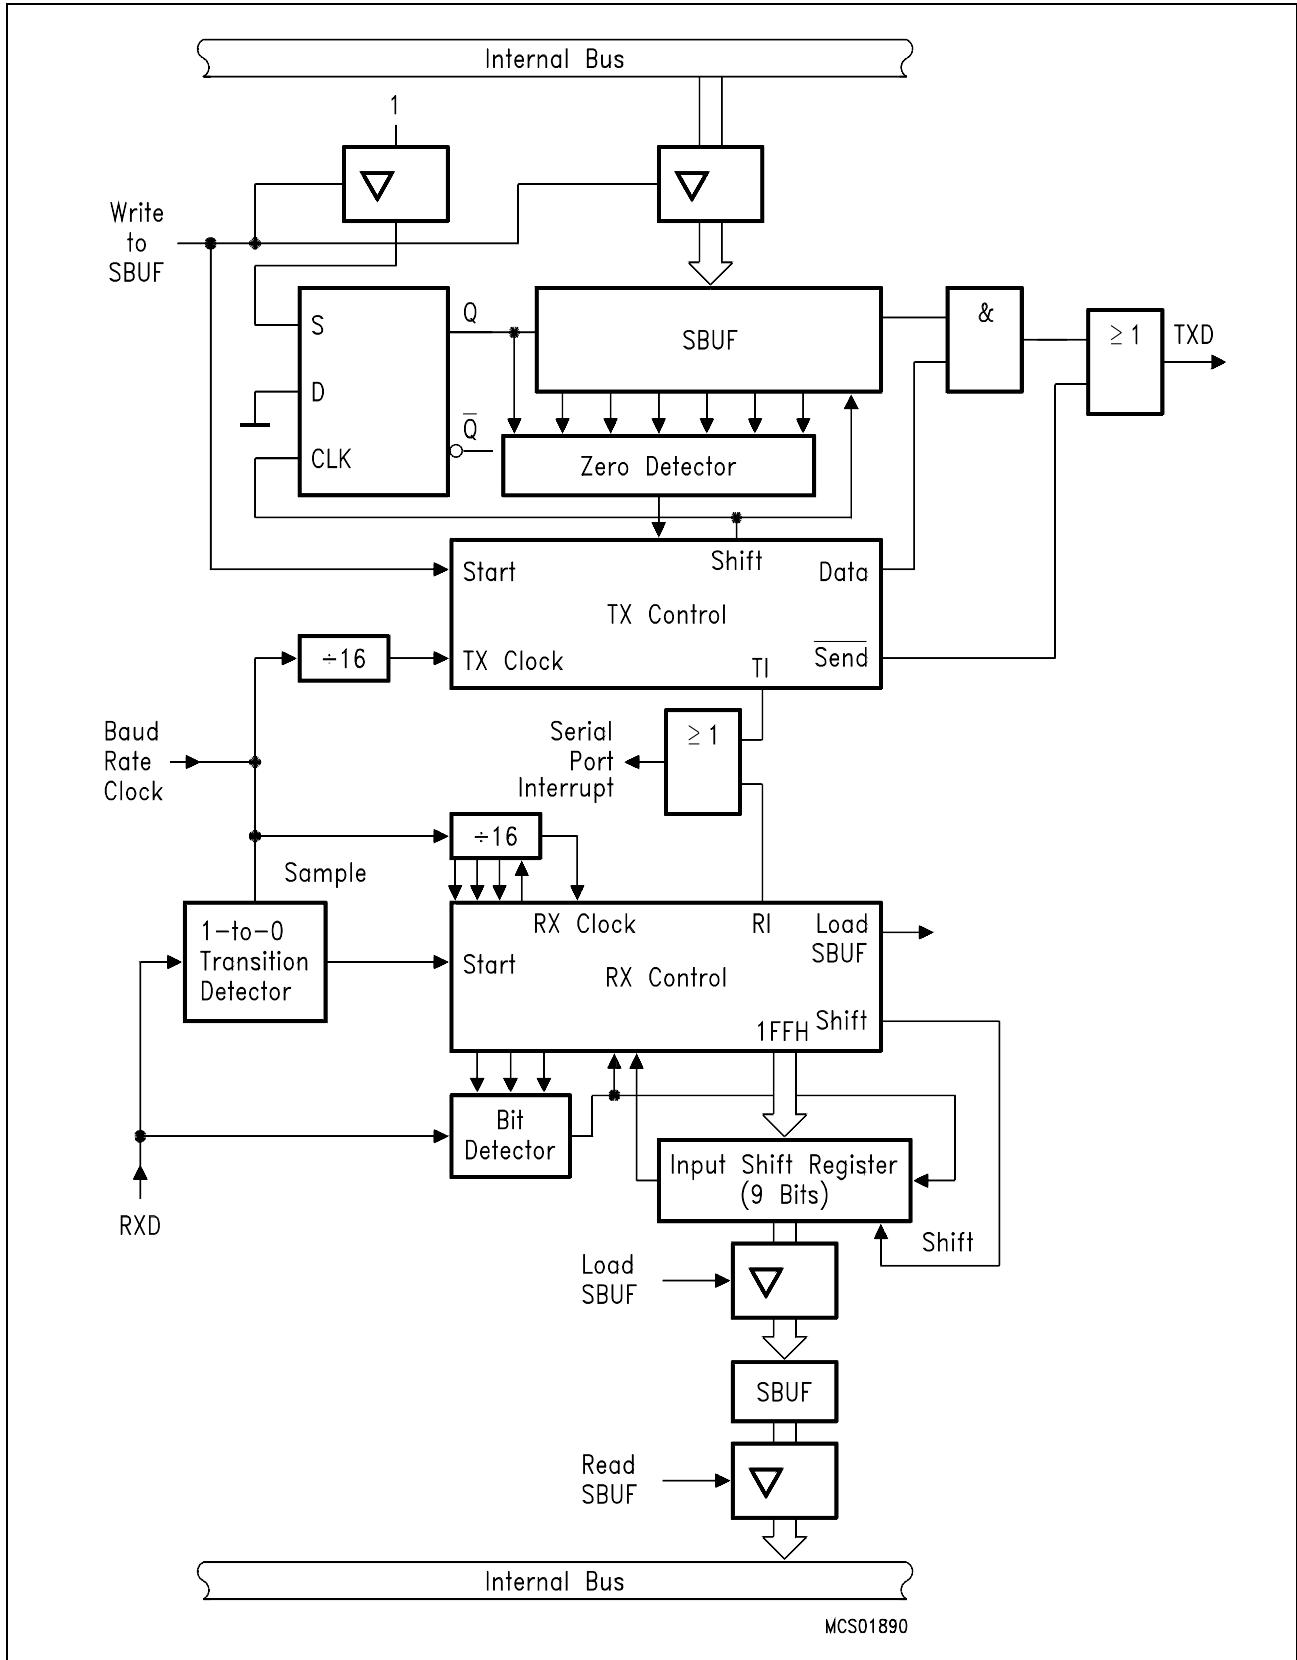 Internal Bus
1
Write
to
SBUF
S
D
CLK
Q
Q̅
SBUF
&
≥1
TXD
Zero Detector
Start
Shift
Data
TX Control
TX Clock
TI
S̅e̅n̅d̅
÷16
Baud
Rate
Clock
Serial
Port
Interrupt
≥1
÷16
Sample
1-to-0
Transition
Detector
RX Clock
RI
Load
SBUF
Start
RX Control
1FFH
Shift
Bit
Detector
Input Shift Register
(9 Bits)
RXD
Shift
Load
SBUF
SBUF
Read
SBUF
Internal Bus
MCS01890